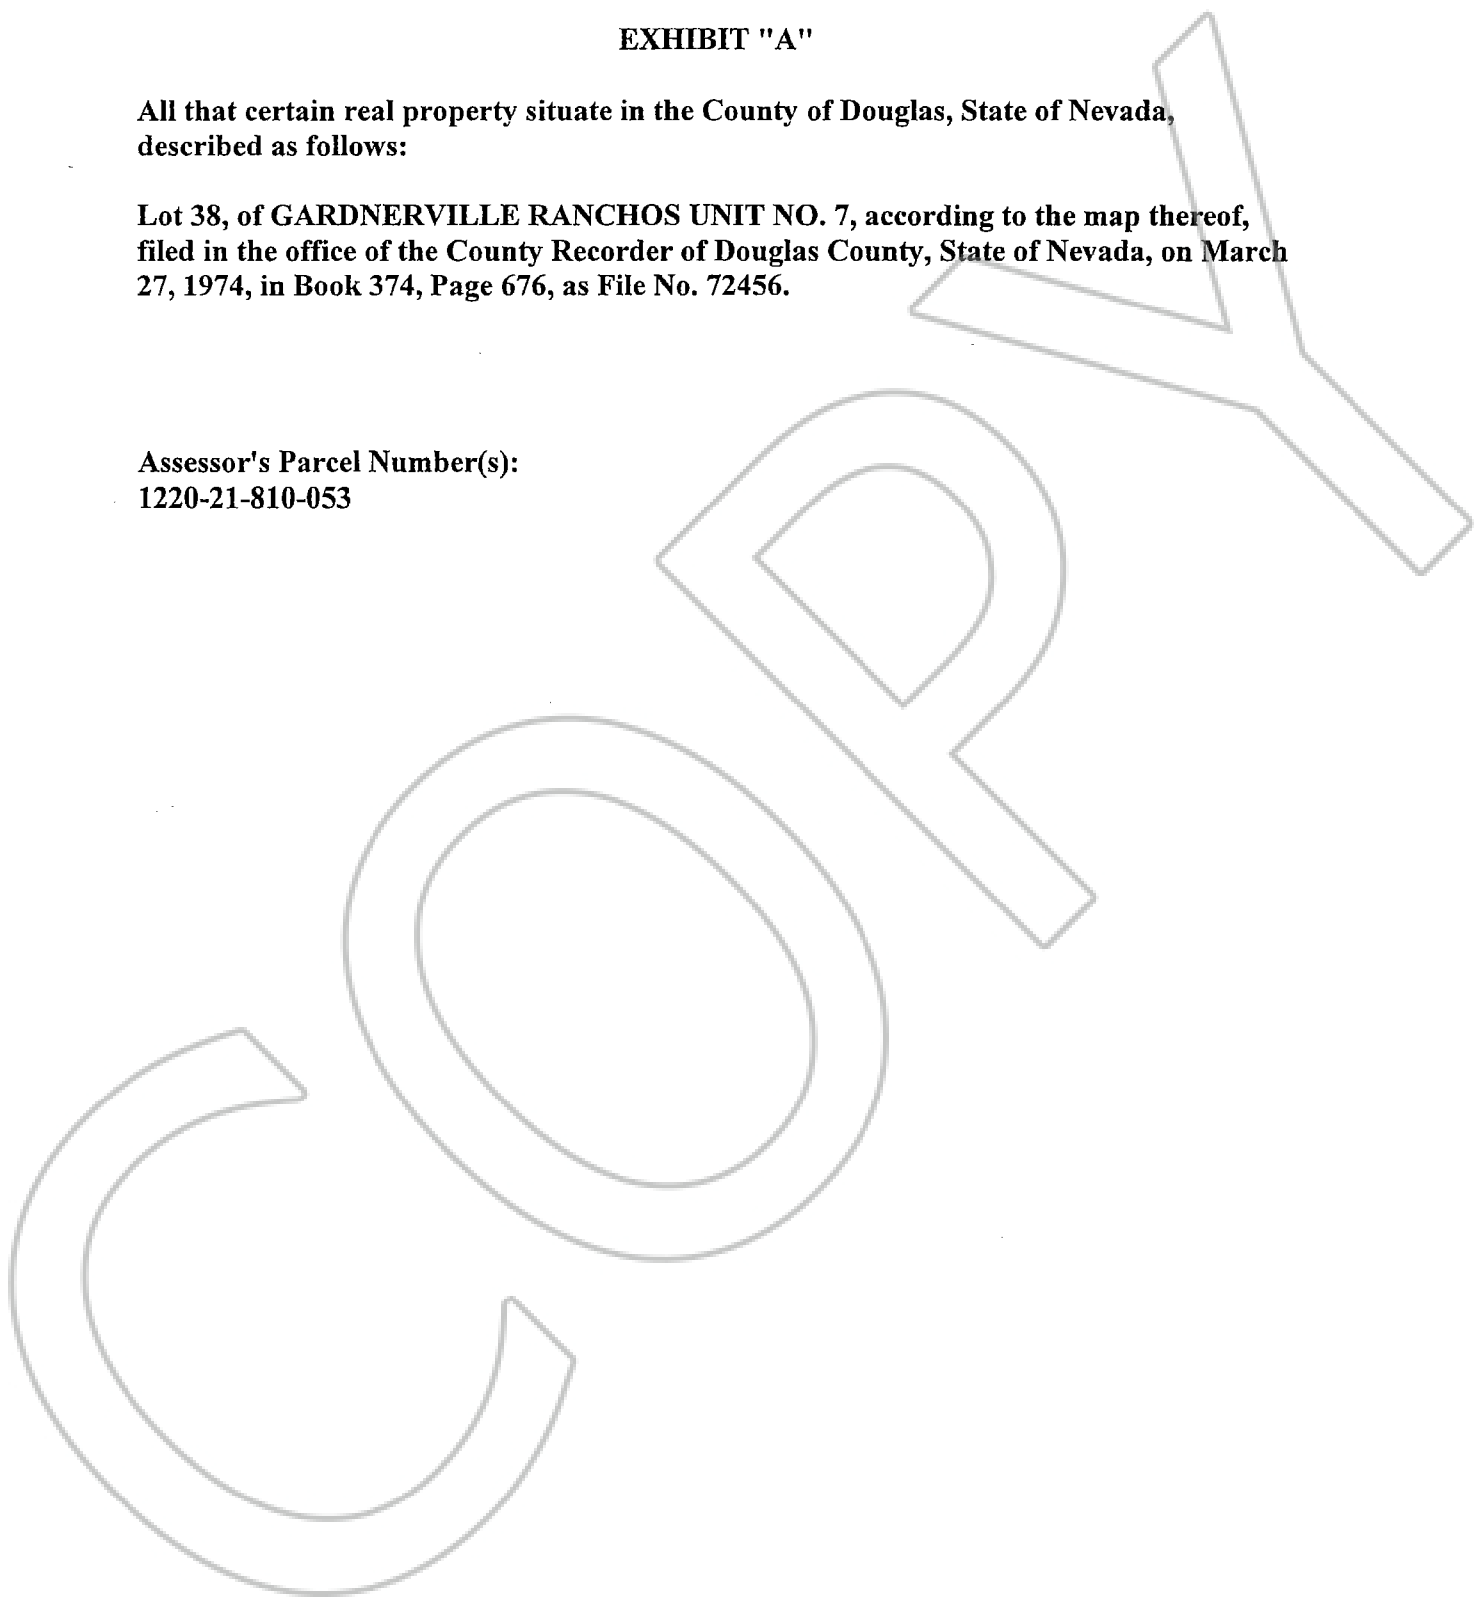 EXHIBIT "A"
All that certain real property situate in the County of Douglas, State of Nevada,
described as follows:
Lot 38, of GARDNERVILLE RANCHOS UNIT NO. 7, according to the map thereof,
filed in the office of the County Recorder of Douglas County, State of Nevada, on March
27, 1974, in Book 374, Page 676, as File No. 72456.
Assessor's Parcel Number(s):
1220-21-810-053
COPY